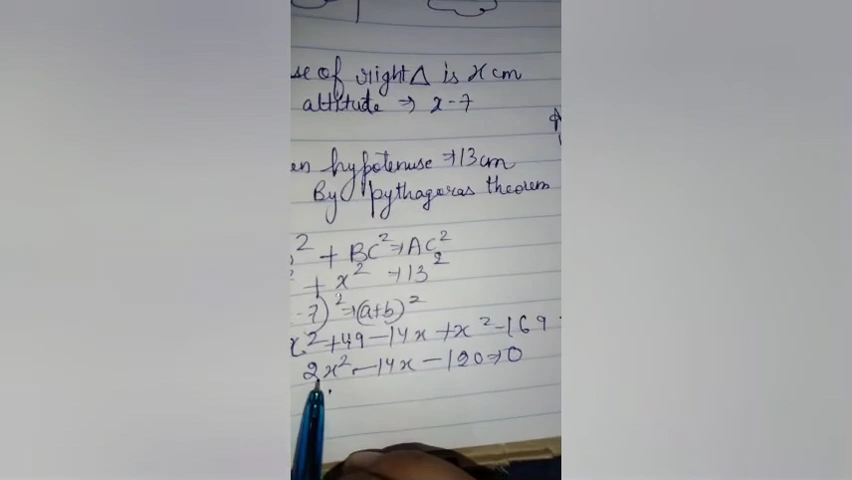 se of right △ is x cm
altitude ⇒ x-7
en hypotenuse ⇒ 13 cm
By pythagoras theorem
² + BC² ⇒ AC²
² + x² ⇒ 13²
-7)² ⇒ (a+b)²
x² + 49 - 14x + x² - 169
2x² - 14x - 120 ⇒ 0